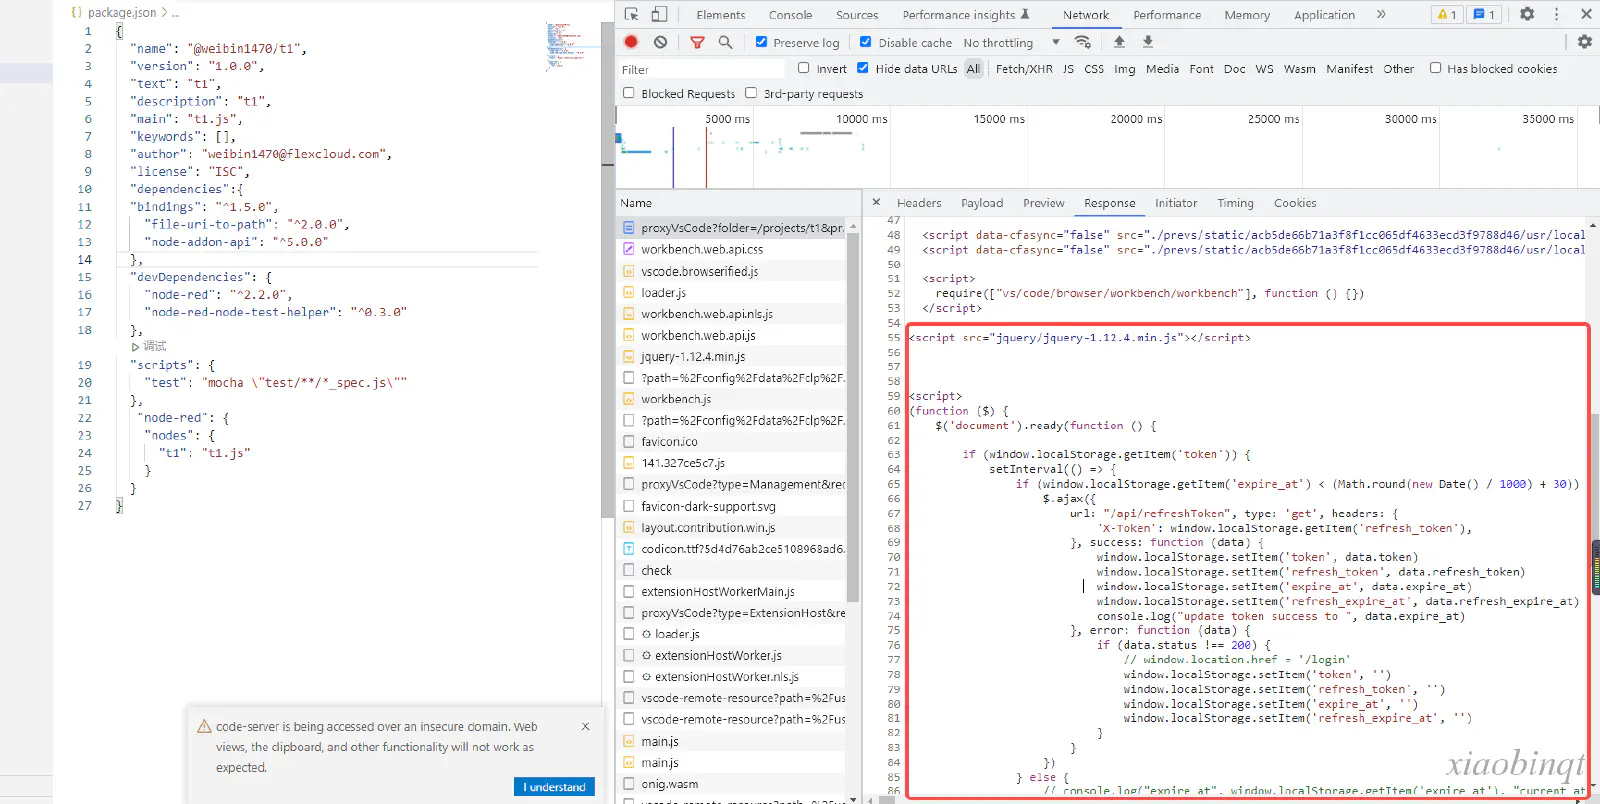 package.json > ...
1 {
2 "name": "@weibin1470/t1",
3 "version": "1.0.0",
4 "text": "t1",
5 "description": "t1",
6 "main": "t1.js",
7 "keywords": [],
8 "author": "weibin1470@flexcloud.com",
9 "license": "ISC",
10 "dependencies":{
11 "bindings": "^1.5.0",
12 "file-uri-to-path": "^2.0.0",
13 "node-addon-api": "^5.0.0"
14 },
15 "devDependencies": {
16 "node-red": "^2.2.0",
17 "node-red-node-test-helper": "^0.3.0"
18 },
调试
19 "scripts": {
20 "test": "mocha \"test/**/*_spec.js\""
21 },
22 "node-red": {
23 "nodes": {
24 "t1": "t1.js"
25 }
26 }
27 }
code-server is being accessed over an insecure domain. Web
views, the clipboard, and other functionality will not work as
expected.
I understand
Elements Console Sources Performance insights Network Performance Memory Application 1 1
Preserve log Disable cache No throttling
Filter Invert Hide data URLs All Fetch/XHR JS CSS Img Media Font Doc WS Wasm Manifest Other Has blocked cookies
Blocked Requests 3rd-party requests
5000 ms 10000 ms 15000 ms 20000 ms 25000 ms 30000 ms 35000 ms
Name
proxyVsCode?folder=/projects/t1&pr.
workbench.web.api.css
vscode.browserified.js
loader.js
workbench.web.api.nls.js
workbench.web.api.js
jquery-1.12.4.min.js
?path=%2Fconfig%2Fdata%2Fclp%2F.
workbench.js
?path=%2Fconfig%2Fdata%2Fclp%2F.
favicon.ico
141.327ce5c7.js
proxyVsCode?type=Management&rec
favicon-dark-support.svg
layout.contribution.win.js
codicon.ttf?5d4d76ab2ce5108968ad6.
check
extensionHostWorkerMain.js
proxyVsCode?type=ExtensionHost&re
loader.js
extensionHostWorker.js
extensionHostWorker.nls.js
vscode-remote-resource?path=%2Fus
vscode-remote-resource?path=%2Fus
main.js
main.js
onig.wasm
vscode-remote-resource?path=%2Fus
Headers Payload Preview Response Initiator Timing Cookies
47
48 <script data-cfasync="false" src="./prevs/static/acb5de66b71a3f8f1cc065df4633ecd3f9788d46/usr/local
49 <script data-cfasync="false" src="./prevs/static/acb5de66b71a3f8f1cc065df4633ecd3f9788d46/usr/loca
50
51 <script>
52 require(["vs/code/browser/workbench/workbench"], function () {})
53 </script>
54
55 <script src="jquery/jquery-1.12.4.min.js"></script>
56
57
58
59 <script>
60 (function ($) {
61 $('document').ready(function () {
62
63 if (window.localStorage.getItem('token')) {
64 setInterval(() => {
65 if (window.localStorage.getItem('expire_at') < (Math.round(new Date() / 1000) + 30))
66 $.ajax({
67 url: "/api/refreshToken", type: 'get', headers: {
68 'X-Token': window.localStorage.getItem('refresh_token'),
69 }, success: function (data) {
70 window.localStorage.setItem('token', data.token)
71 window.localStorage.setItem('refresh_token', data.refresh_token)
72 window.localStorage.setItem('expire_at', data.expire_at)
73 window.localStorage.setItem('refresh_expire_at', data.refresh_expire_at)
74 console.log("update token success to ", data.expire_at)
75 }, error: function (data) {
76 if (data.status !== 200) {
77 // window.location.href = '/login'
78 window.localStorage.setItem('token', '')
79 window.localStorage.setItem('refresh_token', '')
80 window.localStorage.setItem('expire_at', '')
81 window.localStorage.setItem('refresh_expire_at', '')
82 }
83 }
84 })
85 } else {
86 // console.log("expire at", window.localStorage.getItem('expire_at'), "current at
xiaobinqt